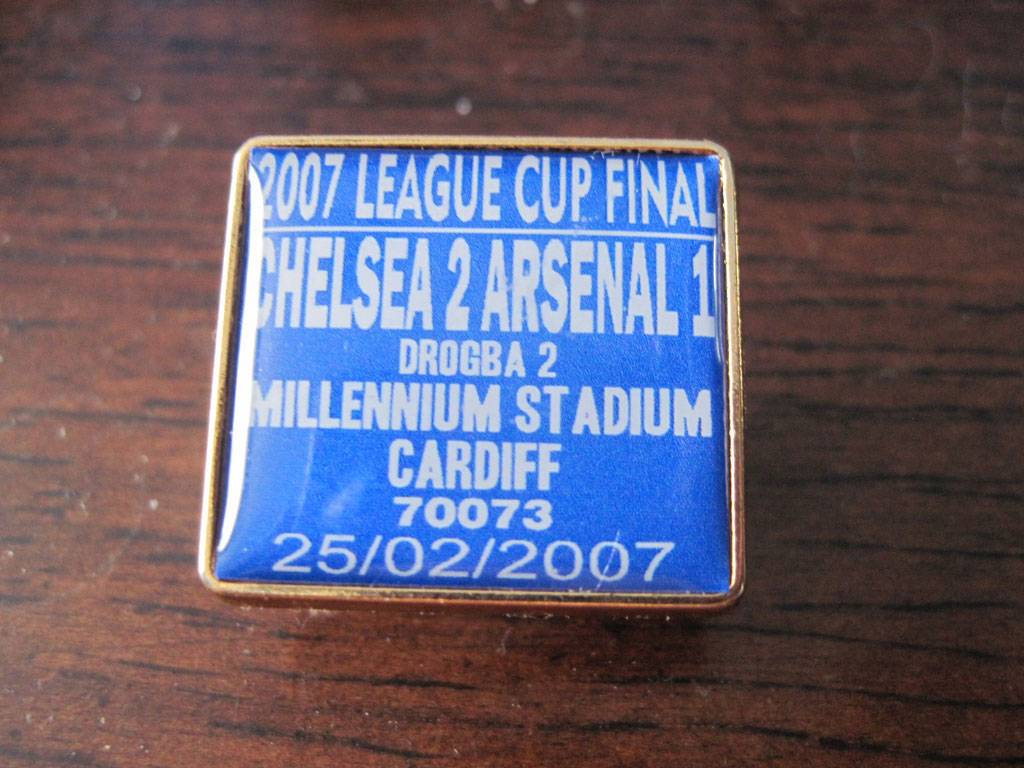 2007 LEAGUE CUP FINAL
CHELSEA 2 ARSENAL 1
DROGBA 2
MILLENNIUM STADIUM
CARDIFF
70073
25/02/2007